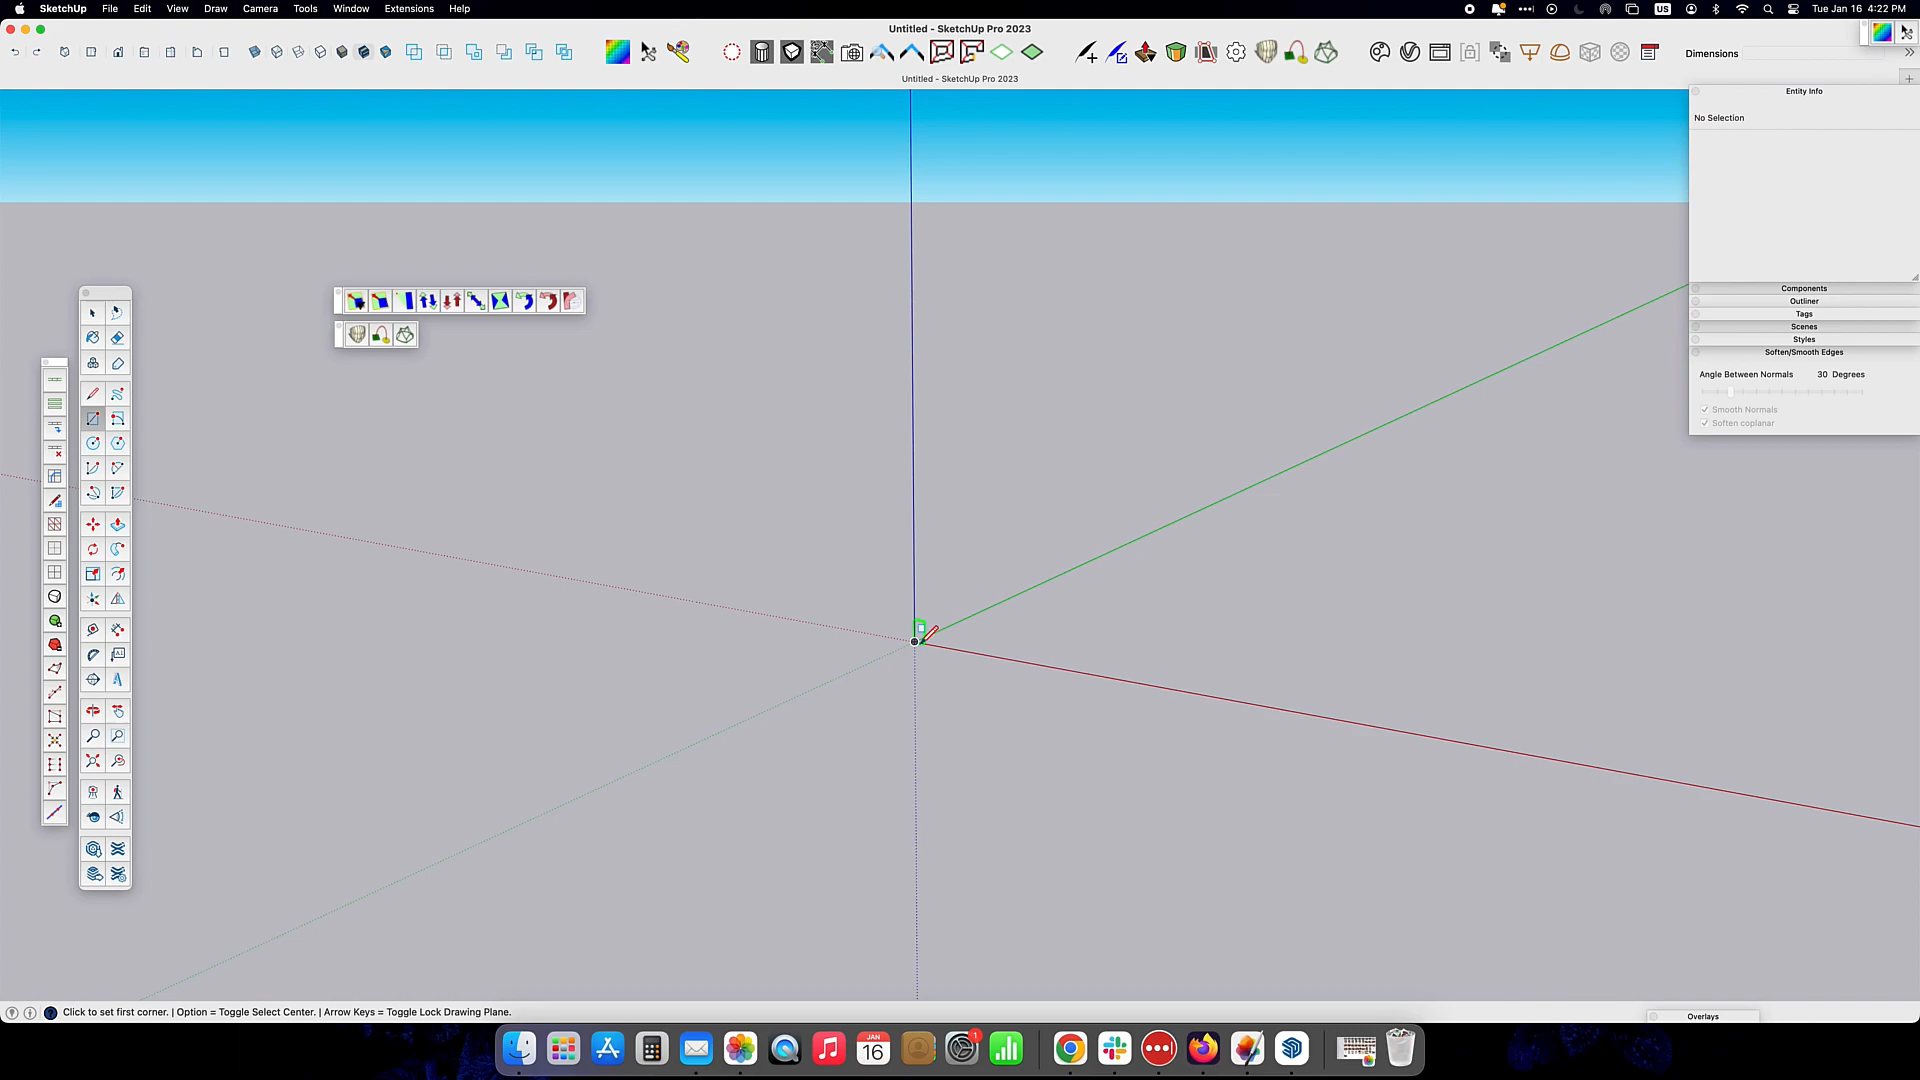 SketchUp File Edit View Draw Camera Tools Window Extensions Help
US Tue Jan 16 4:22 PM
Untitled - SketchUp Pro 2023
Dimensions
Untitled - SketchUp Pro 2023
Entity Info
No Selection
Components
Outliner
Tags
Scenes
Styles
Soften/Smooth Edges
Angle Between Normals 30 Degrees
Smooth Normals
Soften coplanar
Click to set first corner. | Option = Toggle Select Center. | Arrow Keys = Toggle Lock Drawing Plane.
Overlays
JAN
16
1